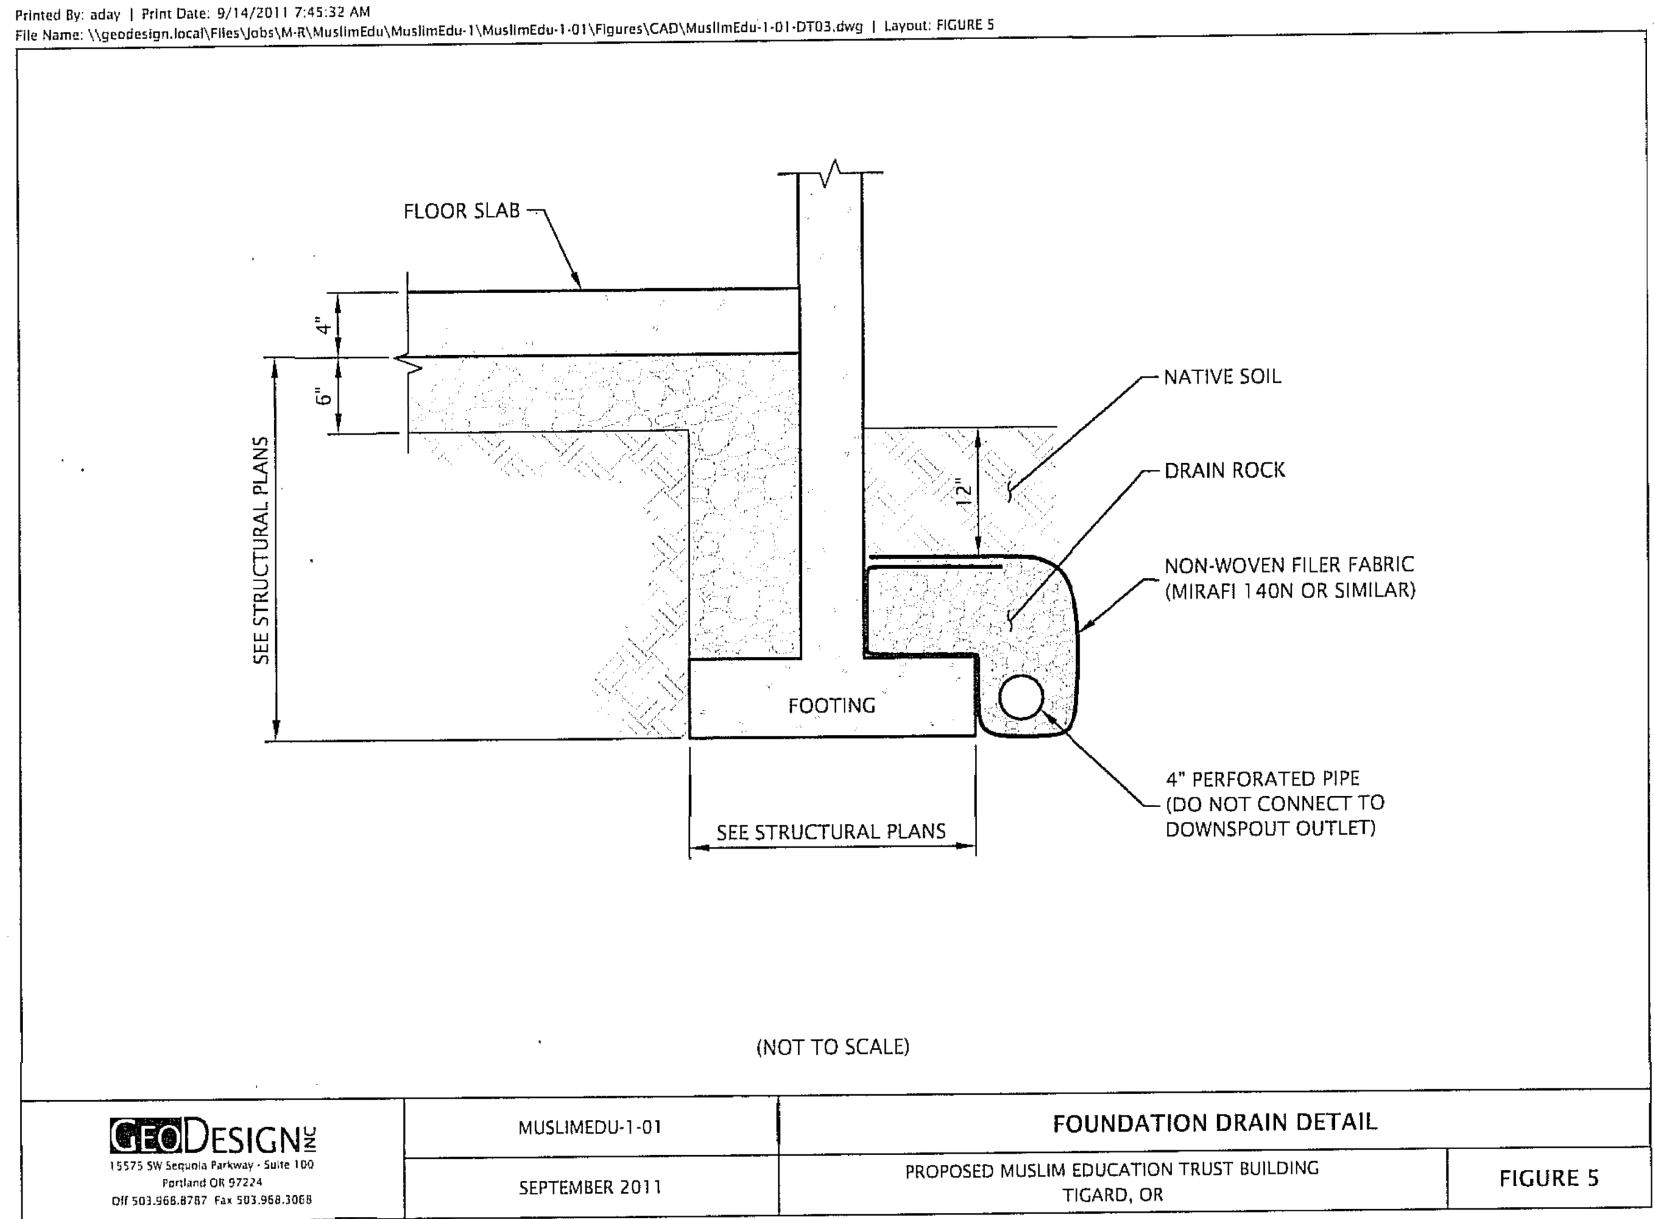 Printed By: aday | Print Date: 9/14/2011 7:45:32 AM
File Name: \\geodesign.local\Files\Jobs\M-R\MuslimEdu\MuslimEdu-1\MuslimEdu-1-01\Figures\CAD\MuslimEdu-1-01-DT03.dwg | Layout: FIGURE 5
FLOOR SLAB
4"
6"
SEE STRUCTURAL PLANS
NATIVE SOIL
12"
DRAIN ROCK
NON-WOVEN FILER FABRIC
(MIRAFI 140N OR SIMILAR)
FOOTING
4" PERFORATED PIPE
(DO NOT CONNECT TO
DOWNSPOUT OUTLET)
SEE STRUCTURAL PLANS
(NOT TO SCALE)
GEODESIGN INC
15575 SW Sequoia Parkway - Suite 100
Portland OR 97224
Off 503.968.8787 Fax 503.968.3068
MUSLIMEDU-1-01
SEPTEMBER 2011
FOUNDATION DRAIN DETAIL
PROPOSED MUSLIM EDUCATION TRUST BUILDING
TIGARD, OR
FIGURE 5